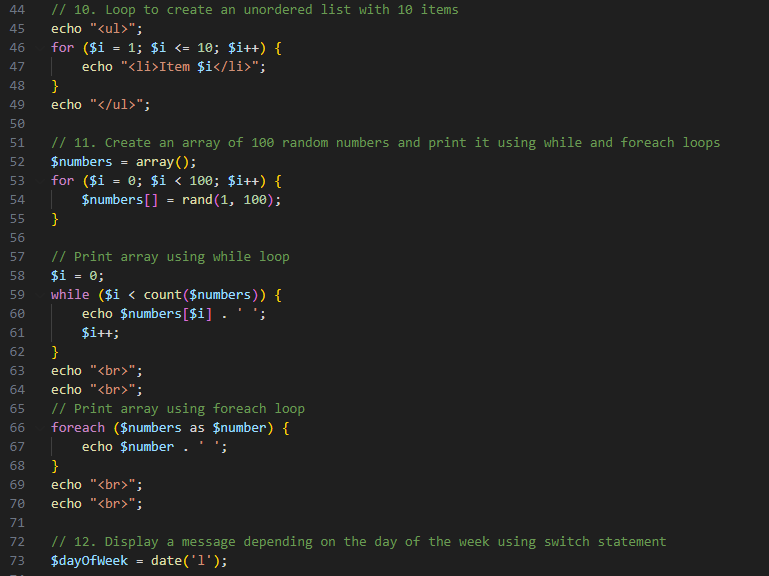 44 // 10. Loop to create an unordered list with 10 items
45 echo "<ul>";
46 for ($i = 1; $i <= 10; $i++) {
47     echo "<li>Item $i</li>";
48 }
49 echo "</ul>";
50
51 // 11. Create an array of 100 random numbers and print it using while and foreach loops
52 $numbers = array();
53 for ($i = 0; $i < 100; $i++) {
54     $numbers[] = rand(1, 100);
55 }
56
57 // Print array using while loop
58 $i = 0;
59 while ($i < count($numbers)) {
60     echo $numbers[$i] . ' ';
61     $i++;
62 }
63 echo "<br>";
64 echo "<br>";
65 // Print array using foreach loop
66 foreach ($numbers as $number) {
67     echo $number . ' ';
68 }
69 echo "<br>";
70 echo "<br>";
71
72 // 12. Display a message depending on the day of the week using switch statement
73 $dayOfWeek = date('l');